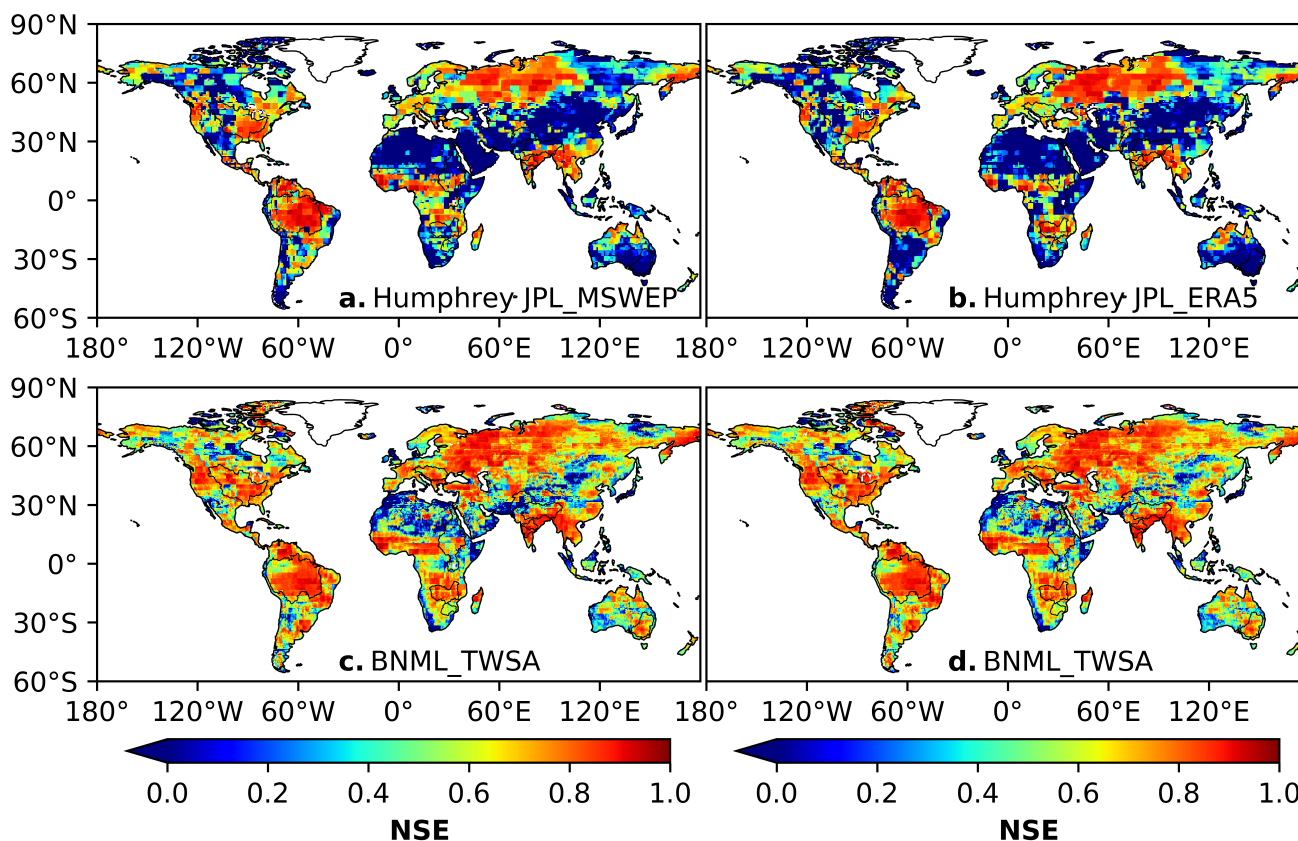 90°N
60°N
30°N
0°
30°S
60°S
a. Humphrey JPL_MSWEP
b. Humphrey JPL_ERA5
180° 120°W 60°W 0° 60°E 120°E 180° 120°W 60°W 0° 60°E 120°E
90°N
60°N
30°N
0°
30°S
60°S
c. BNML_TWSA
d. BNML_TWSA
180° 120°W 60°W 0° 60°E 120°E 180° 120°W 60°W 0° 60°E 120°E
0.0 0.2 0.4 0.6 0.8 1.0
0.0 0.2 0.4 0.6 0.8 1.0
NSE
NSE